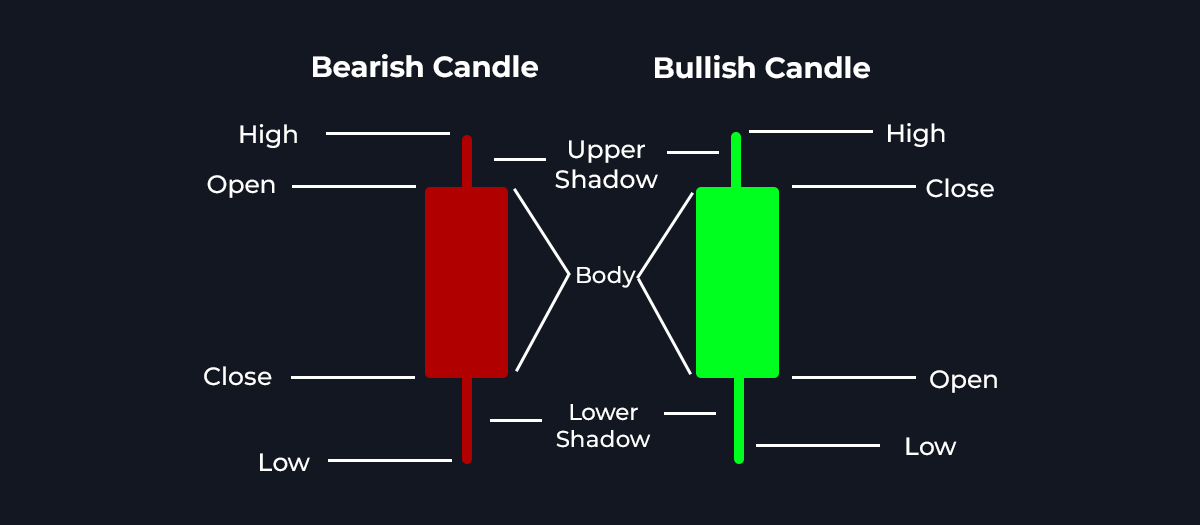 Bearish Candle
Bullish Candle
High
Upper
Shadow
High
Open
Close
Body
Close
Open
Lower
Shadow
Low
Low